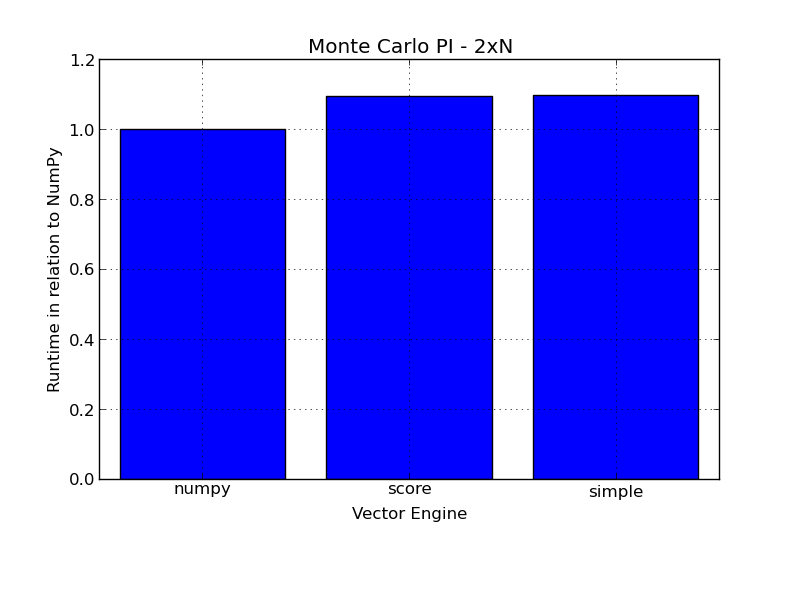 Monte Carlo PI - 2xN
1.2
1.0
0.8
0.6
0.4
0.2
0.0
Runtime in relation to NumPy
numpy score simple
Vector Engine